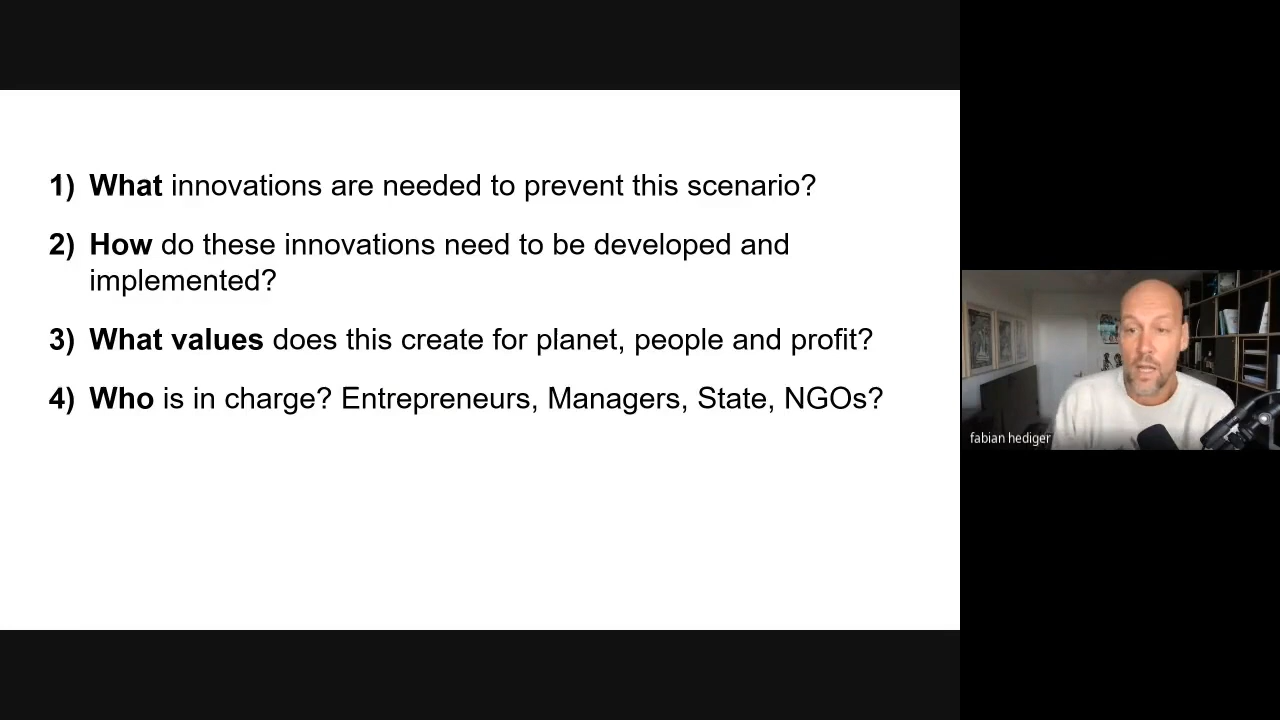 1) What innovations are needed to prevent this scenario?
2) How do these innovations need to be developed and
implemented?
3) What values does this create for planet, people and profit?
4) Who is in charge? Entrepreneurs, Managers, State, NGOs?
fabian hediger